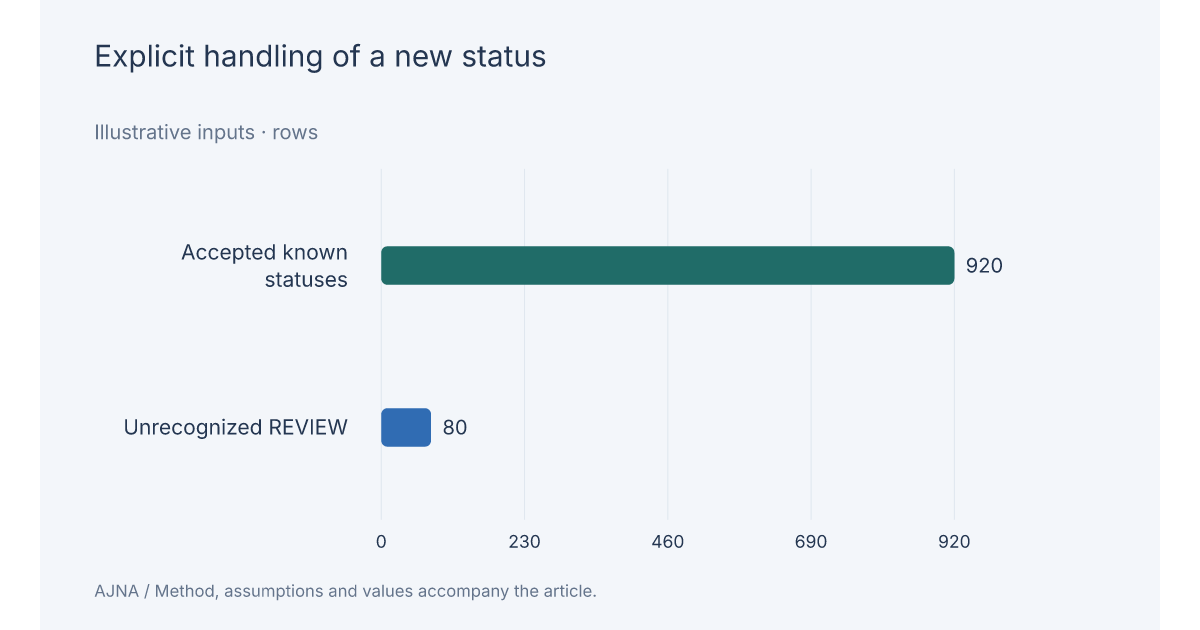 Explicit handling of a new status
Illustrative inputs · rows
Accepted known
statuses
920
Unrecognized REVIEW
80
0 230 460 690 920
AJNA / Method, assumptions and values accompany the article.